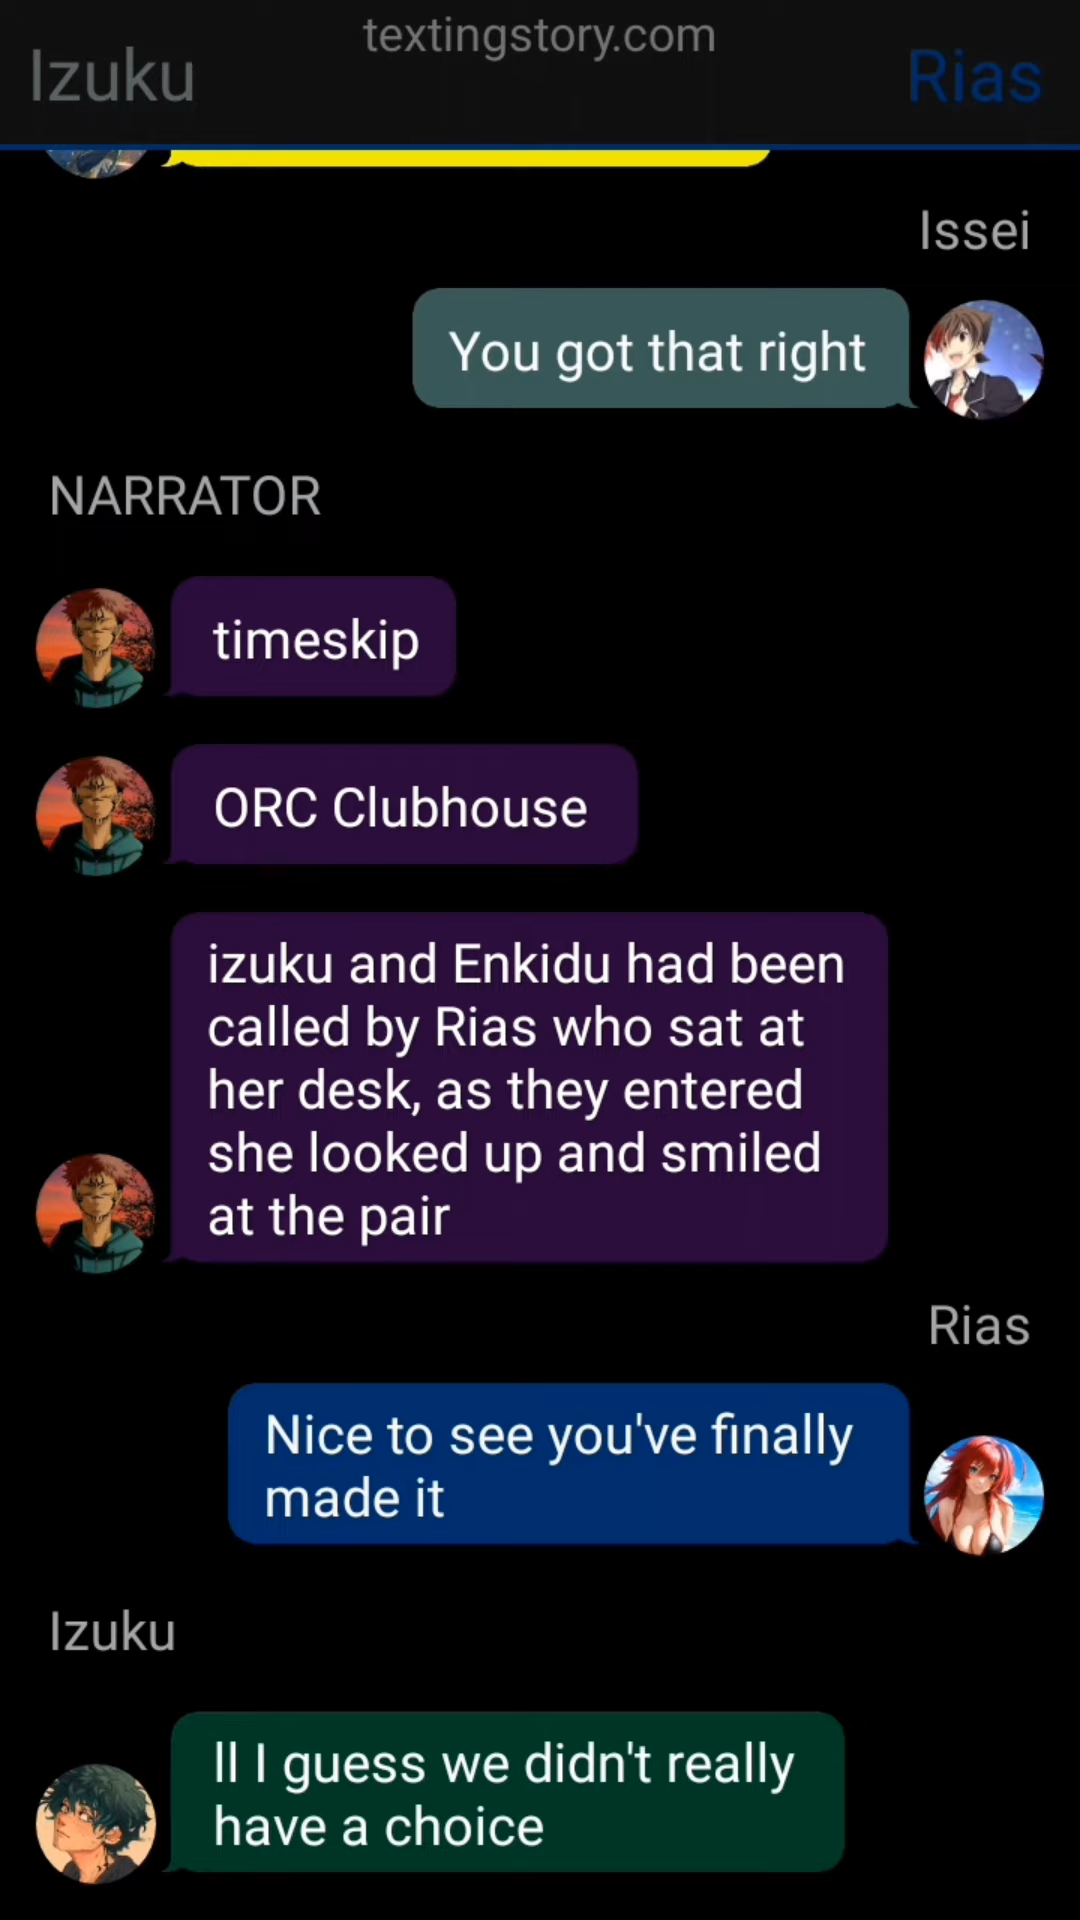 textingstory.com
Izuku
Rias
Issei
You got that right
NARRATOR
timeskip
ORC Clubhouse
izuku and Enkidu had been
called by Rias who sat at
her desk, as they entered
she looked up and smiled
at the pair
Rias
Nice to see you've finally
made it
Izuku
ll I guess we didn't really
have a choice